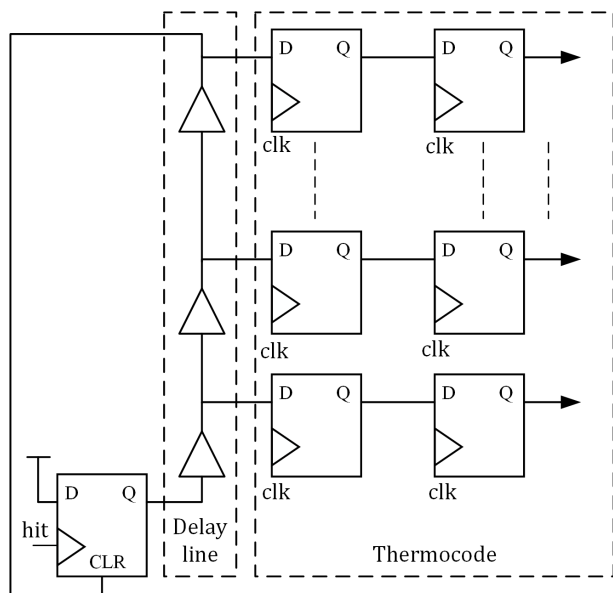 D Q D Q
clk clk
D Q D Q
clk clk
D Q D Q
clk clk
D Q
hit
CLR
Delay
line
Thermocode